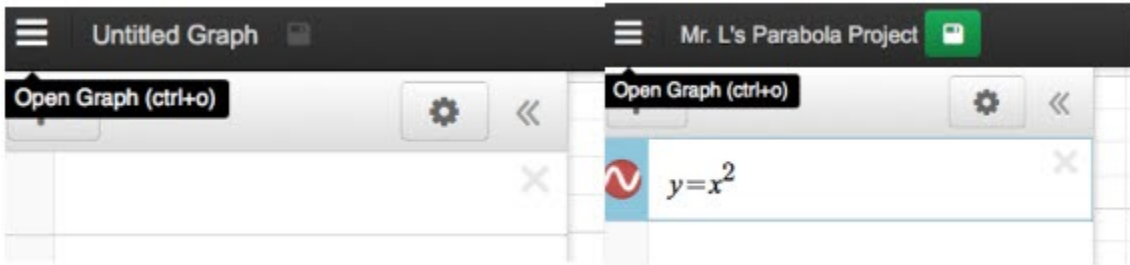 Untitled Graph
Open Graph (ctrl+o)
Mr. L's Parabola Project
Open Graph (ctrl+o)
y=x²